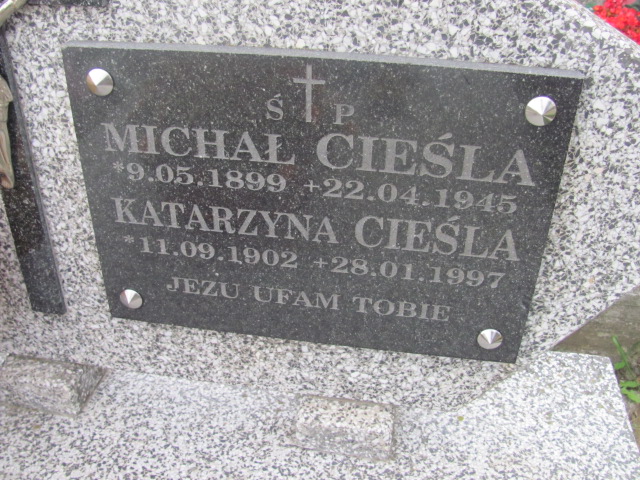 Ś P
MICHAŁ CIEŚLA
*9.05.1899 +22.04.1945
KATARZYNA CIEŚLA
*11.09.1902 +28.01.1997
JEZU UFAM TOBIE